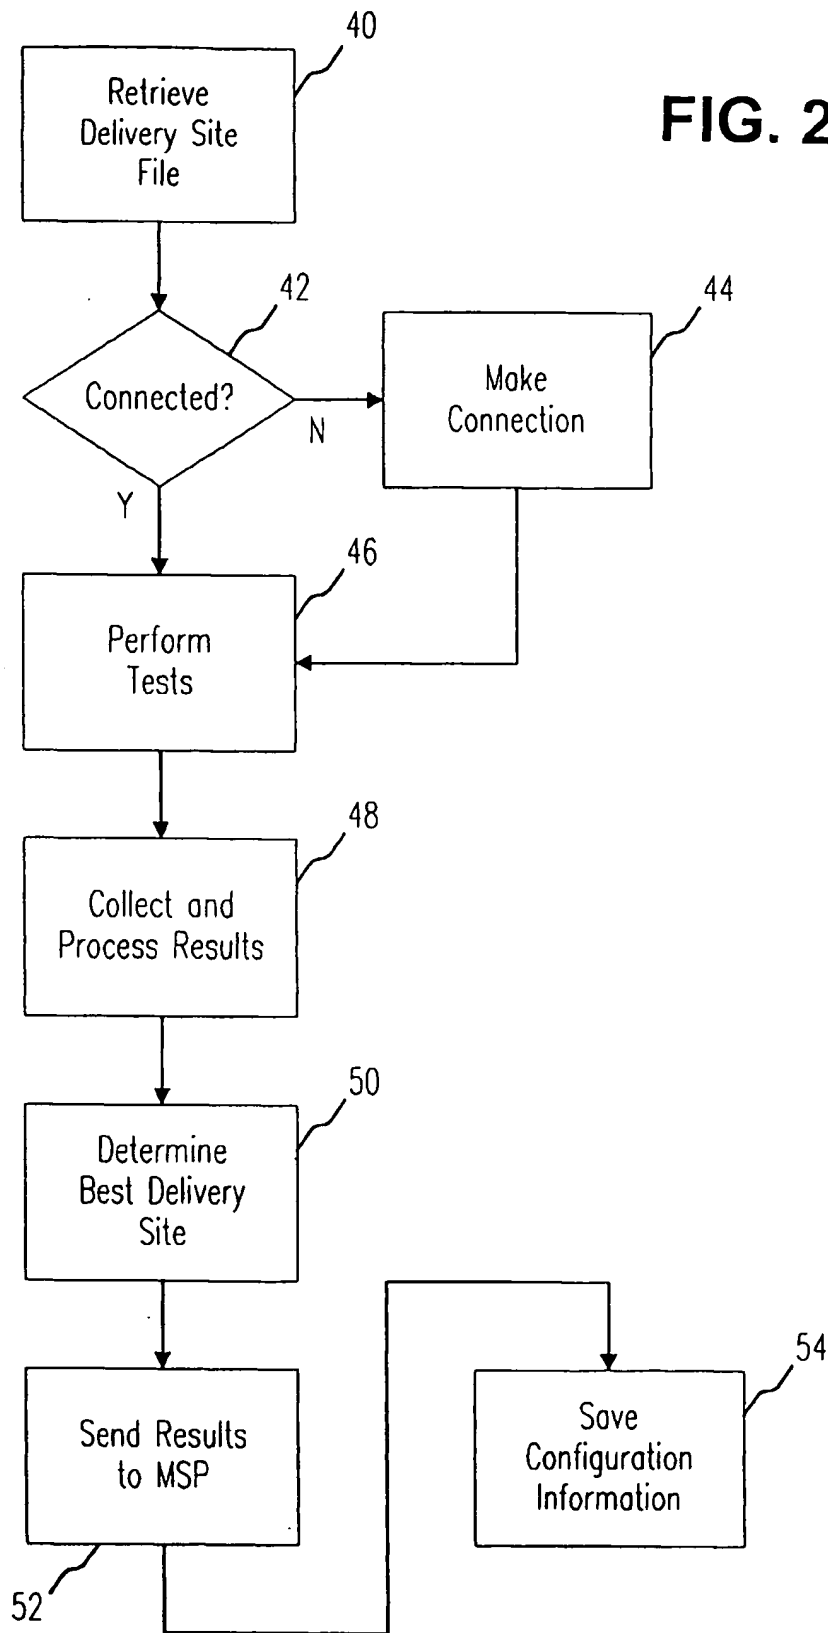 40
Retrieve
Delivery Site
File
FIG. 2
42
Connected?
N
Y
44
Make
Connection
46
Perform
Tests
48
Collect and
Process Results
50
Determine
Best Delivery
Site
Send Results
to MSP
52
54
Save
Configuration
Information